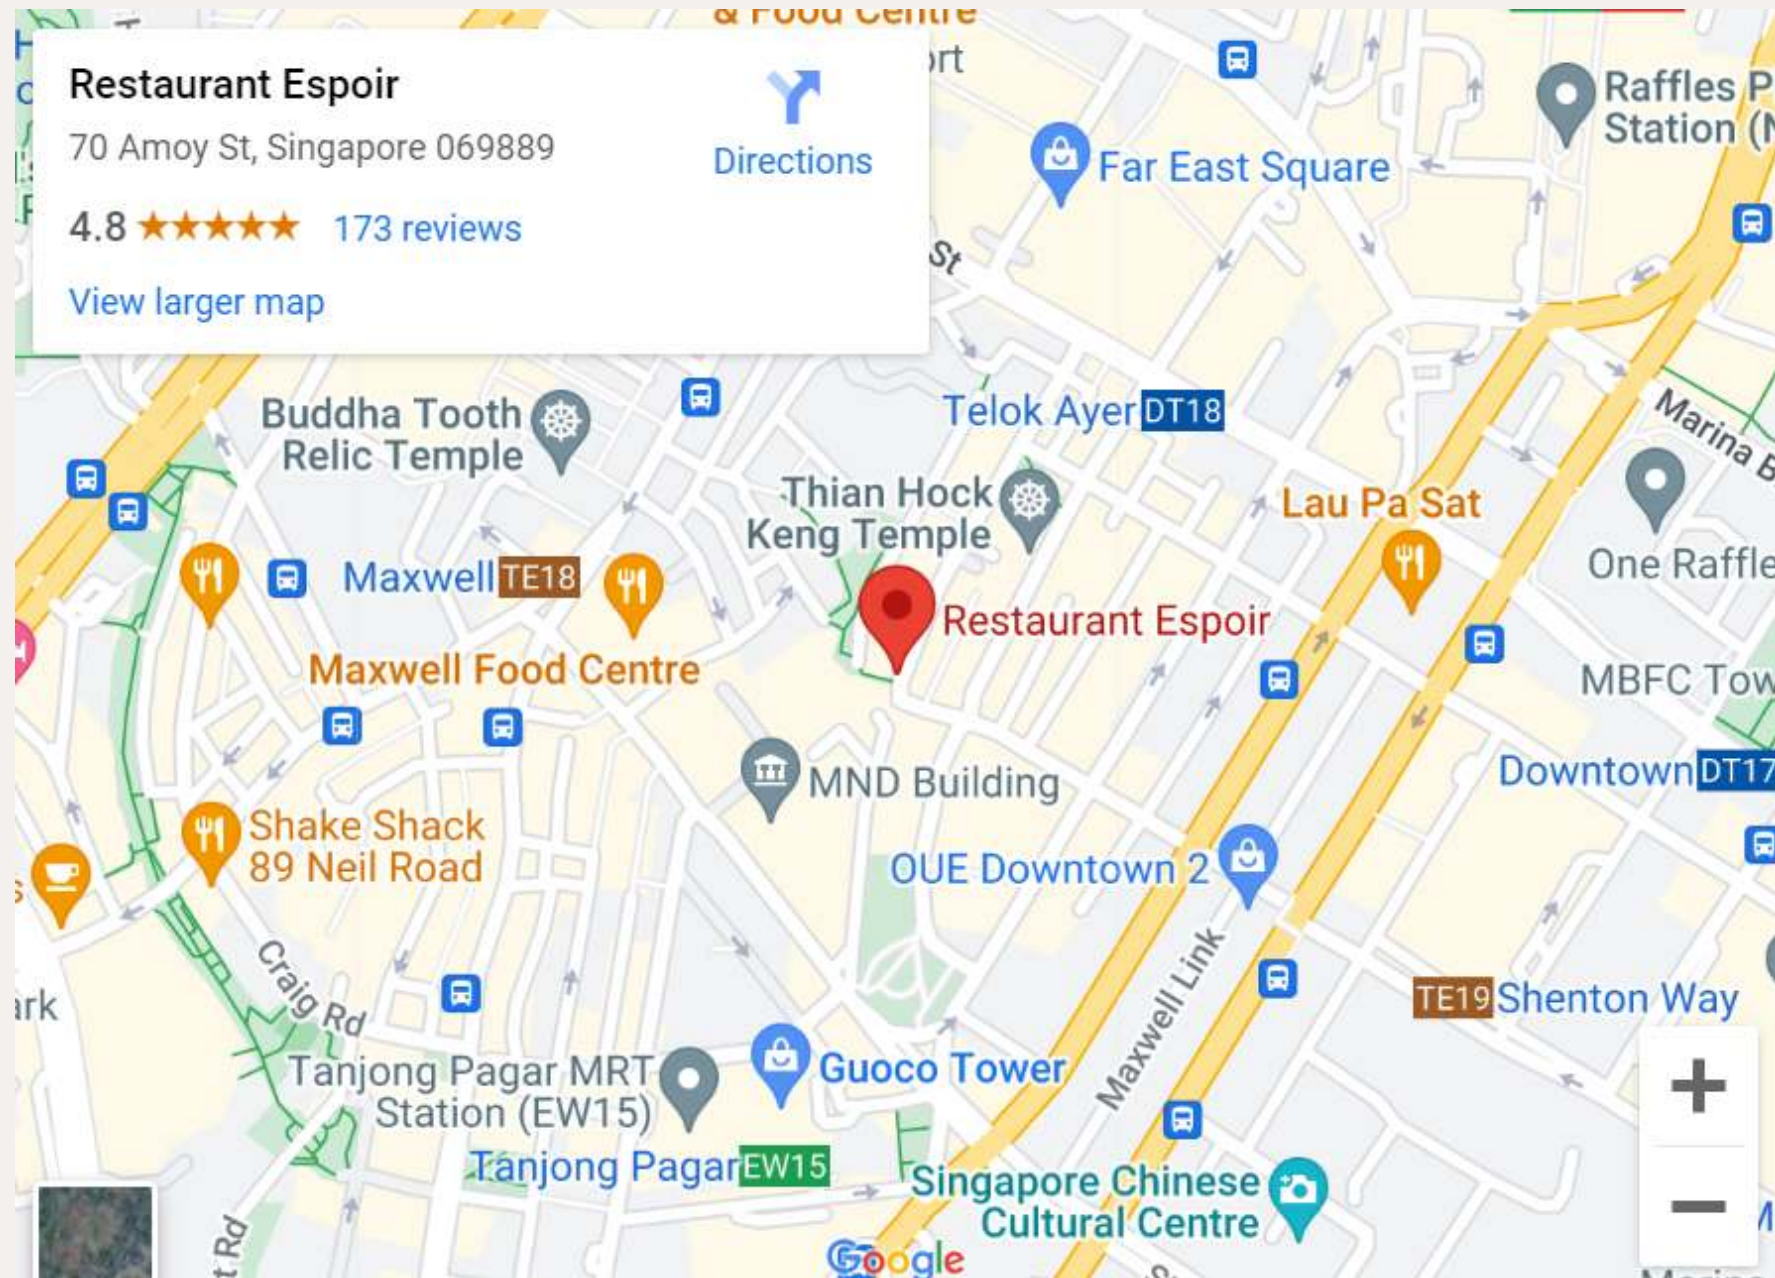 & Food Centre
Restaurant Espoir
70 Amoy St, Singapore 069889
4.8
173 reviews
View larger map
Directions
Far East Square
Raffles P
Station (N
St
Buddha Tooth
Relic Temple
Telok Ayer DT18
Marina B
Thian Hock
Keng Temple
Lau Pa Sat
One Raffle
Maxwell TE18
Restaurant Espoir
Maxwell Food Centre
MBFC Tow
MND Building
Downtown DT17
Shake Shack
89 Neil Road
OUE Downtown 2
Craig Rd
Maxwell Link
TE19 Shenton Way
ark
Tanjong Pagar MRT
Station (EW15)
Guoco Tower
Tanjong Pagar EW15
Singapore Chinese
Cultural Centre
t Rd
Google